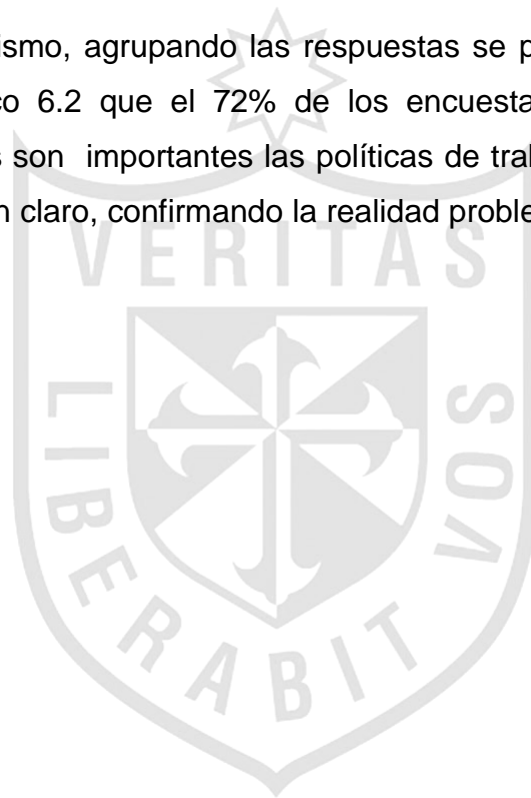 ismo, agrupando las respuestas se p
co 6.2 que el 72% de los encuesta
s son importantes las políticas de tra
n claro, confirmando la realidad proble
VERITAS
LIBERABIT VOS